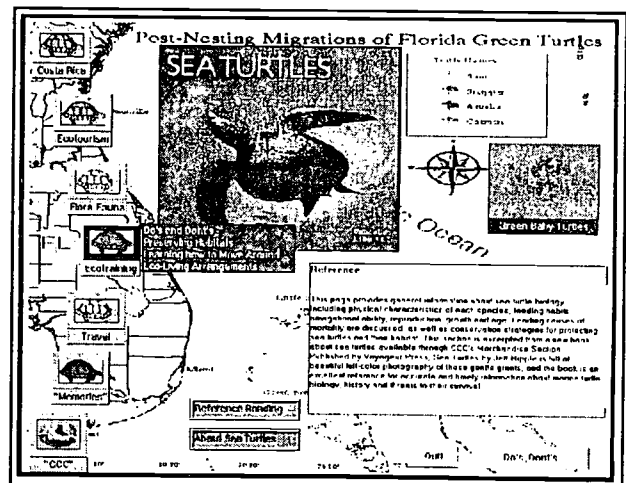 Post-Nesting Migrations of Florida Green Turtles
SEA TURTLES
Costa Rica
Ecotourism
Flora Fauna
Ecotraining
Travel
"Memories"
"CCC"
Do's and Dont's
Preserving Habitats
Learning how to Move Around
Eco-Living Arrangements
Ocean
Green Baby Turtles
Reference
This page provides general information about sea turtle biology
including physical characteristics of each species, feeding habits
navigational ability, reproduction, growth and age. Leading causes of
mortality are discussed, as well as conservation strategies for protecting
sea turtles and their habitat. This section is excerpted from a new book
about sea turtles available through CCC's Merchandise Section
Published by Voyageur Press, Sea Turtles by Jeff Ripple is full of
beautiful full-color photography of these gentle giants, and the book is an
excellent reference for accurate and timely information about marine turtle
biology, history and threats to their survival
Reference Reading
About Sea Turtles
Quit
Do's, Dont's